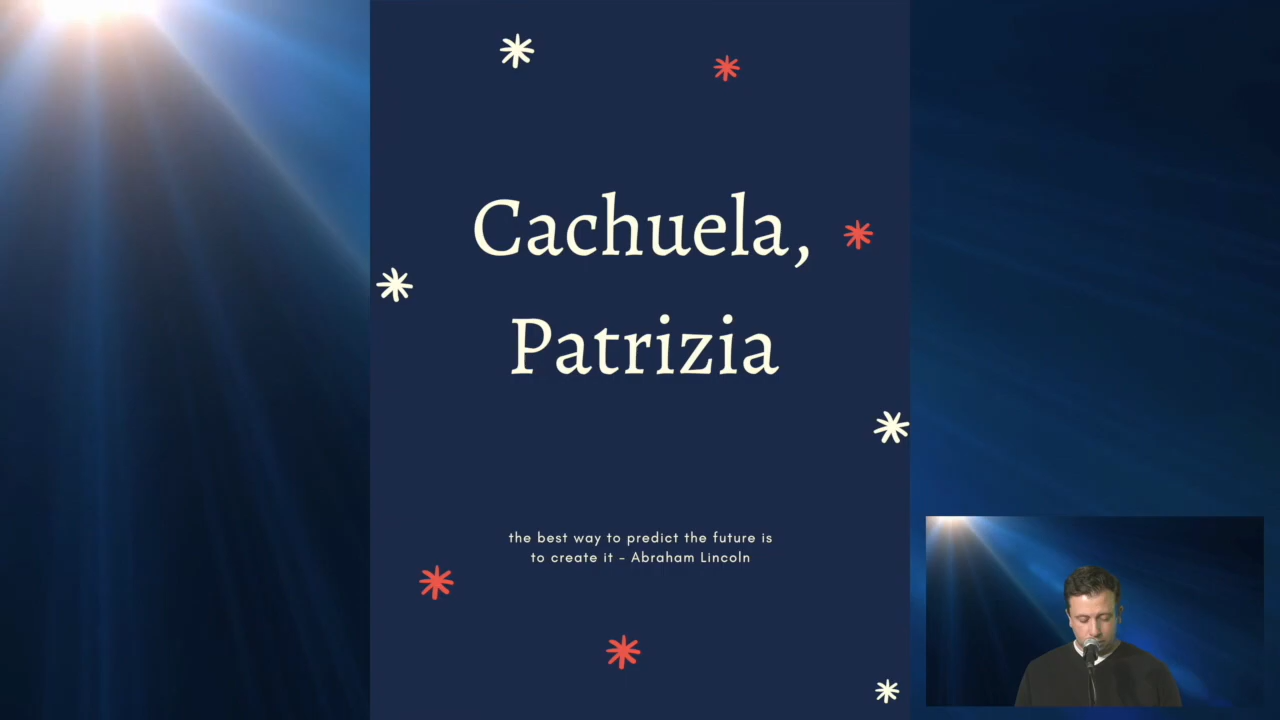 Cachuela,
Patrizia
the best way to predict the future is
to create it - Abraham Lincoln